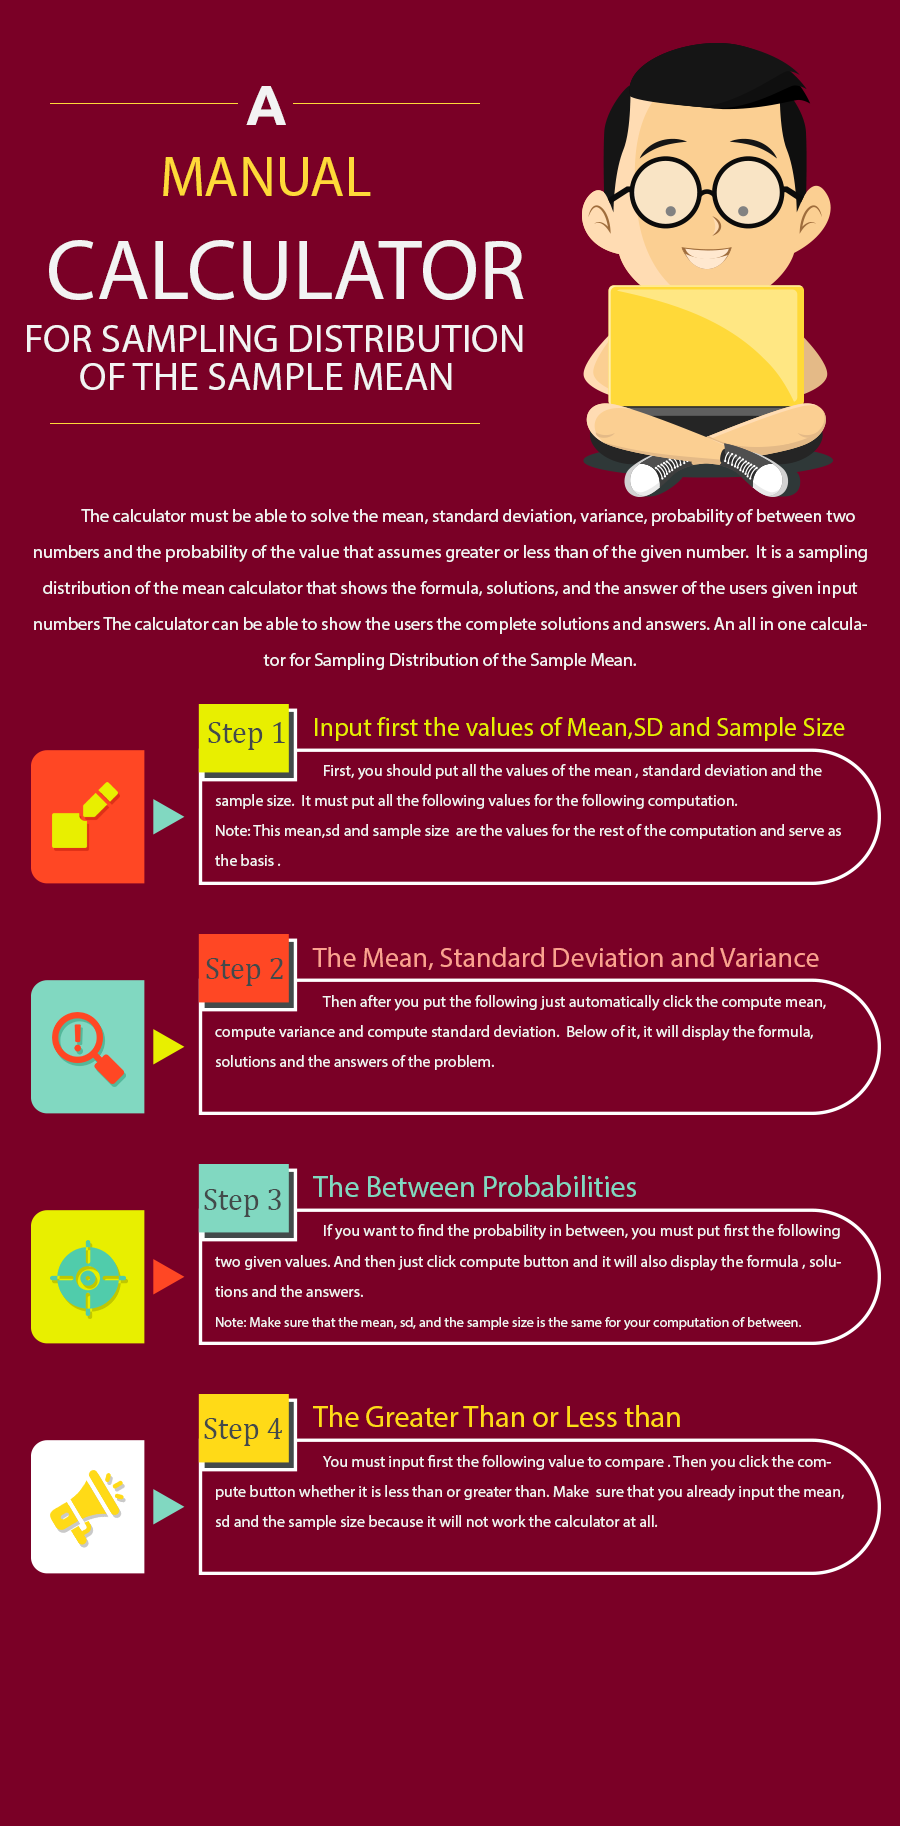 A
MANUAL
CALCULATOR
FOR SAMPLING DISTRIBUTION
OF THE SAMPLE MEAN
The calculator must be able to solve the mean, standard deviation, variance, probability of between two
numbers and the probability of the value that assumes greater or less than of the given number. It is a sampling
distribution of the mean calculator that shows the formula, solutions, and the answer of the users given input
numbers The calculator can be able to show the users the complete solutions and answers. An all in one calcula-
tor for Sampling Distribution of the Sample Mean.
Step 1
Input first the values of Mean,SD and Sample Size
First, you should put all the values of the mean , standard deviation and the
sample size. It must put all the following values for the following computation.
Note: This mean,sd and sample size are the values for the rest of the computation and serve as
the basis .
Step 2
The Mean, Standard Deviation and Variance
Then after you put the following just automatically click the compute mean,
compute variance and compute standard deviation. Below of it, it will display the formula,
solutions and the answers of the problem.
Step 3
The Between Probabilities
If you want to find the probability in between, you must put first the following
two given values. And then just click compute button and it will also display the formula , solu-
tions and the answers.
Note: Make sure that the mean, sd, and the sample size is the same for your computation of between.
Step 4
The Greater Than or Less than
You must input first the following value to compare . Then you click the com-
pute button whether it is less than or greater than. Make sure that you already input the mean,
sd and the sample size because it will not work the calculator at all.